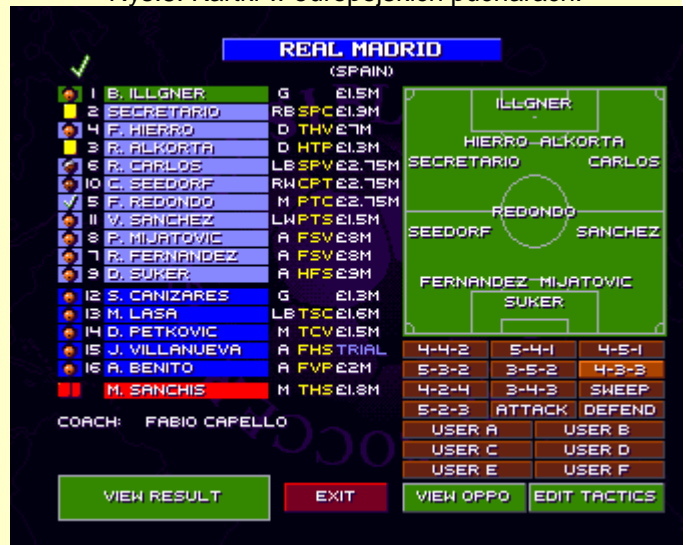 REAL MADRID
(SPAIN)
1 B. ILLGNER G £1.5M
2 SECRETARIO RB SPC £1.9M
4 F. HIERRO D THV £7M
3 R. ALKORTA D HTP £1.3M
6 R. CARLOS LB SPV £2.75M
10 C. SEEDORF RW CPT £2.75M
5 F. REDONDO M PTC £2.75M
11 V. SANCHEZ LW PTS £1.5M
8 P. MIJATOVIC A FSV £8M
7 R. FERNANDEZ A FSV £8M
9 D. SUKER A HFS £9M
12 S. CANIZARES G £1.3M
13 M. LASA LB TSC £1.6M
14 D. PETKOVIC M TCV £1.5M
15 J. VILLANUEVA A FHS TRIAL
16 A. BENITO A FVP £2M
M. SANCHIS M THS £1.8M
COACH: FABIO CAPELLO
ILLGNER
HIERRO ALKORTA
SECRETARIO CARLOS
REDONDO
SEEDORF SANCHEZ
FERNANDEZ MIJATOVIC
SUKER
4-4-2 5-4-1 4-5-1
5-3-2 3-5-2 4-3-3
4-2-4 3-4-3 SWEEP
5-2-3 ATTACK DEFEND
USER A USER B
USER C USER D
USER E USER F
VIEW RESULT EXIT VIEW OPPO EDIT TACTICS